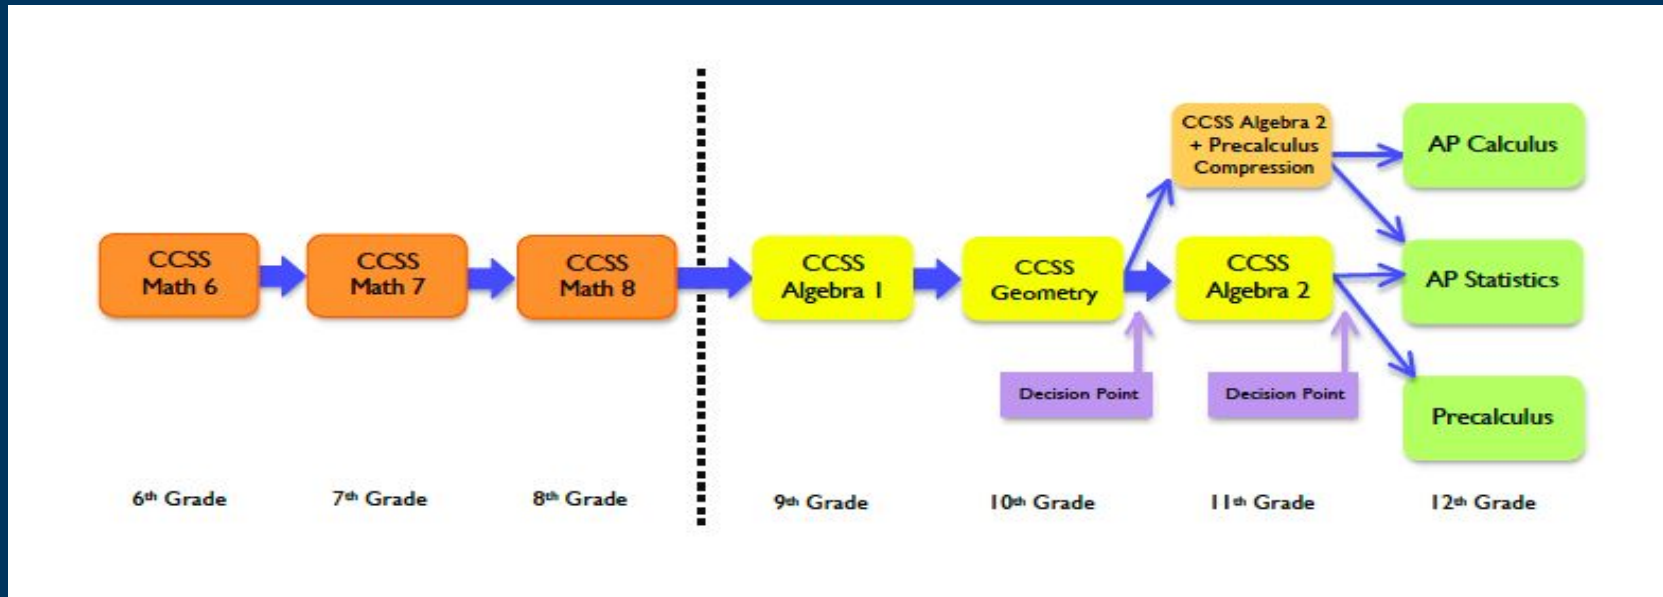 CCSS Algebra 2
+ Precalculus
Compression
AP Calculus
CCSS
Math 6
CCSS
Math 7
CCSS
Math 8
CCSS
Algebra 1
CCSS
Geometry
CCSS
Algebra 2
AP Statistics
Decision Point
Decision Point
Precalculus
6th Grade
7th Grade
8th Grade
9th Grade
10th Grade
11th Grade
12th Grade